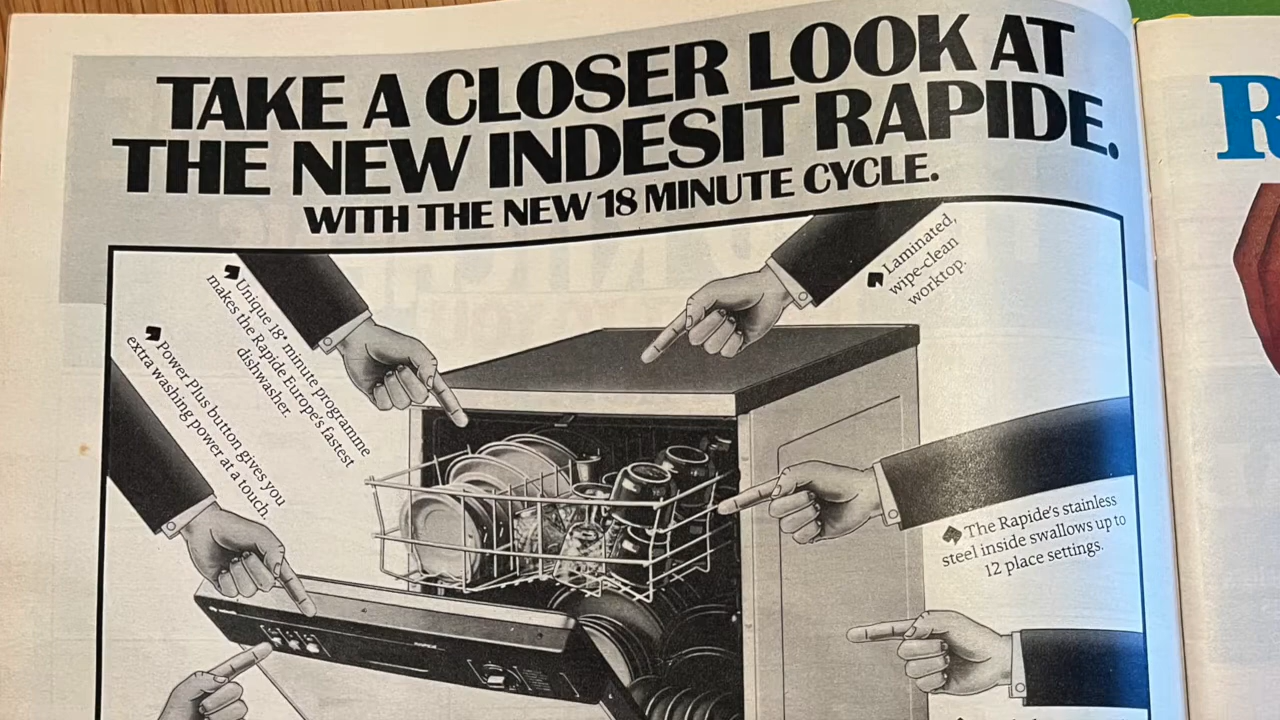 TAKE A CLOSER LOOK AT
THE NEW INDESIT RAPIDE.
WITH THE NEW 18 MINUTE CYCLE.
Laminated,
wipe-clean
worktop.
Unique 18* minute programme
makes the Rapide Europe's fastest
dishwasher.
Power Plus button gives you
extra washing power at a touch.
The Rapide's stainless
steel inside swallows up to
12 place settings.
R